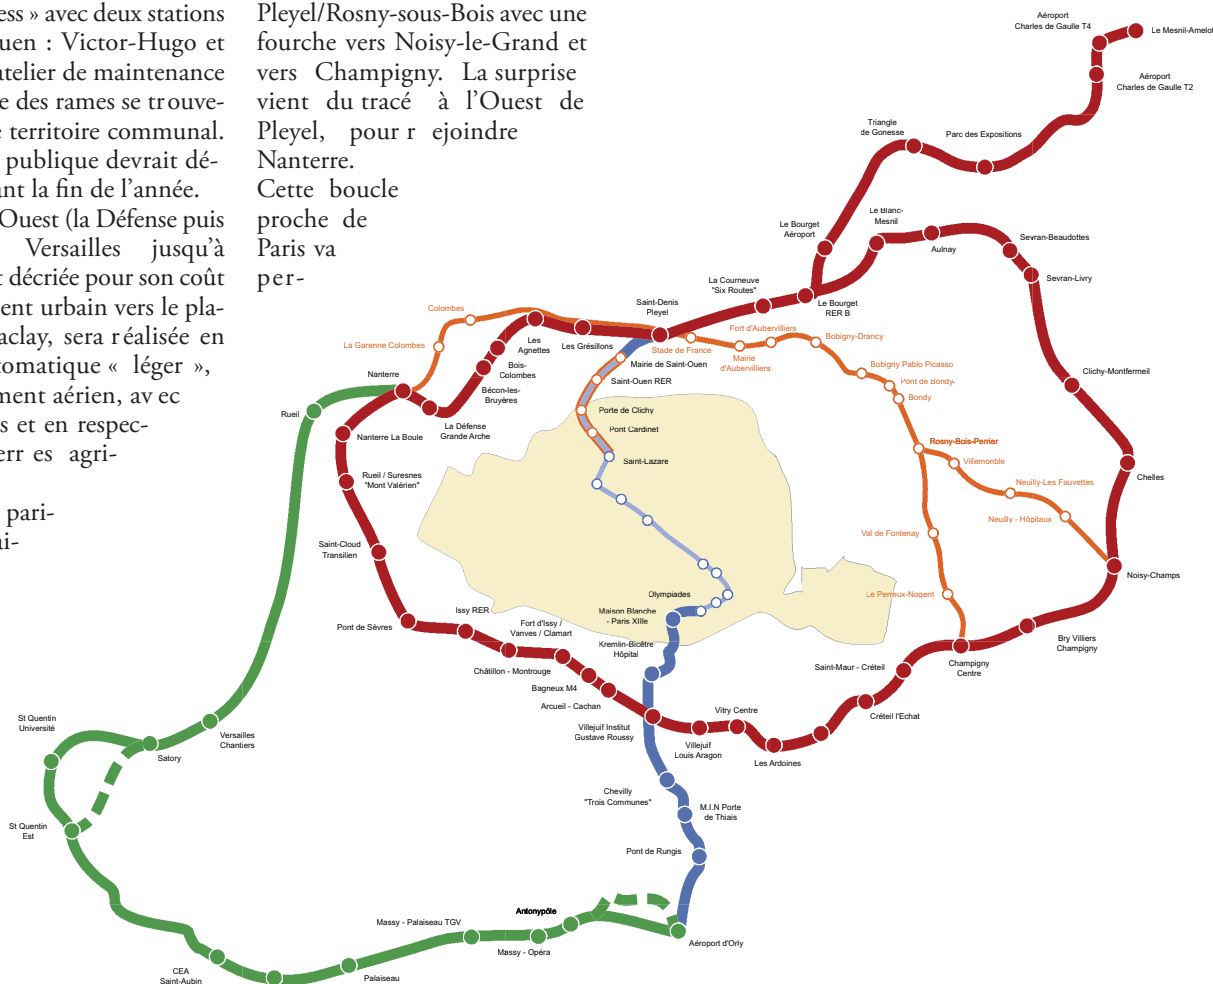 ess » avec deux stations
uen : Victor-Hugo et
atelier de maintenance
e des rames se trouve-
e territoire communal.
publique devrait dé-
ant la fin de l’année.
Ouest (la Défense puis
Versailles jusqu’à
t décriée pour son coût
ent urbain vers le pla-
aclay, sera réalisée en
tomatique « léger »,
ment aérien, av ec
s et en respec-
err es agri-
pari-
ai-
Pleyel/Rosny-sous-Bois avec une
fourche vers Noisy-le-Grand et
vers Champigny. La surprise
vient du tracé à l’Ouest de
Pleyel, pour r ejoindre
Nanterre.
Cette boucle
proche de
Paris va
per-
Aéroport
Charles de Gaulle T4
Le Mesnil-Amelot
Aéroport
Charles de Gaulle T2
Triangle
de Gonesse
Parc des Expositions
Le Bourget
Aéroport
Le Blanc-
Mesnil
Aulnay
Sevran-Beaudottes
Sevran-Livry
La Courneuve
"Six Routes"
Le Bourget
RER B
Saint-Denis
Pleyel
Colombes
La Garenne Colombes
Les
Agnettes
Les Grésillons
Stade de France
Fort d'Aubervilliers
Mairie
d'Aubervilliers
Bobigny-Drancy
Bobigny Pablo Picasso
Pont de Bondy
Bondy
Clichy-Montfermeil
Nanterre
Bois-
Colombes
Bécon-les-
Bruyères
Mairie de Saint-Ouen
Saint-Ouen RER
Porte de Clichy
Pont Cardinet
Saint-Lazare
Rueil
La Défense
Grande Arche
Nanterre La Boule
Rueil / Suresnes
"Mont Valérien"
Rosny-Bois-Perrier
Villemonble
Neuilly-Les Fauvettes
Neuilly - Hôpitaux
Chelles
Saint-Cloud
Transilien
Val de Fontenay
Noisy-Champs
Olympiades
Le Perreux-Nogent
Maison Blanche
- Paris XIIIe
Issy RER
Pont de Sèvres
Fort d'Issy /
Vanves / Clamart
Kremlin-Bicêtre
Hôpital
Bry Villiers
Champigny
Châtillon - Montrouge
Saint-Maur - Créteil
Champigny
Centre
Bagneux M4
Arcueil - Cachan
Vitry Centre
Créteil l'Echat
Villejuif Institut
Gustave Roussy
Villejuif
Louis Aragon
Les Ardoines
St Quentin
Université
Versailles
Chantiers
Satory
Chevilly
"Trois Communes"
M.I.N Porte
de Thiais
St Quentin
Est
Pont de Rungis
Antonypôle
Massy - Palaiseau TGV
Massy - Opéra
Aéroport d'Orly
CEA
Saint-Aubin
Palaiseau